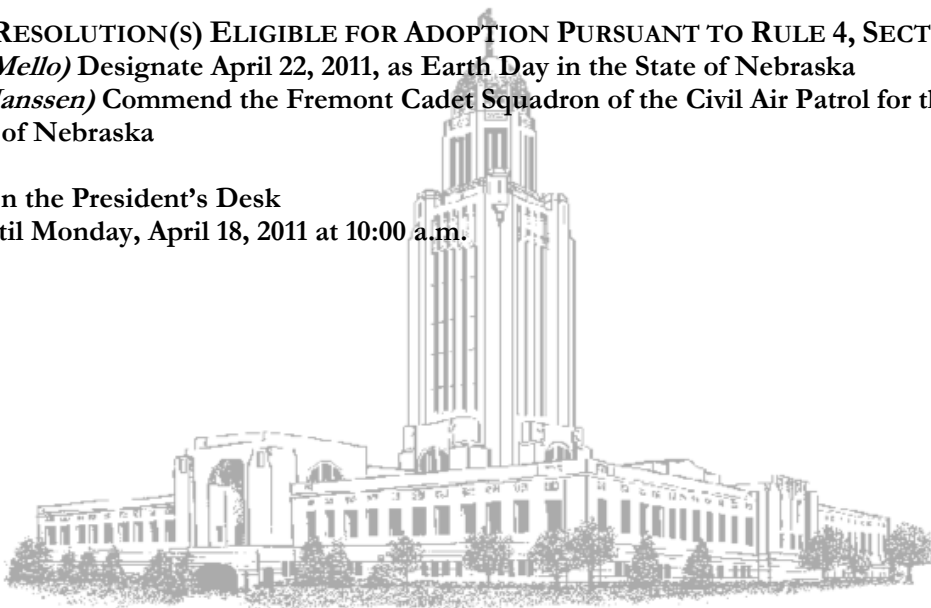 RESOLUTION(S) ELIGIBLE FOR ADOPTION PURSUANT TO RULE 4, SECT
Mello) Designate April 22, 2011, as Earth Day in the State of Nebraska
Janssen) Commend the Fremont Cadet Squadron of the Civil Air Patrol for th
of Nebraska
n the President's Desk
til Monday, April 18, 2011 at 10:00 a.m.